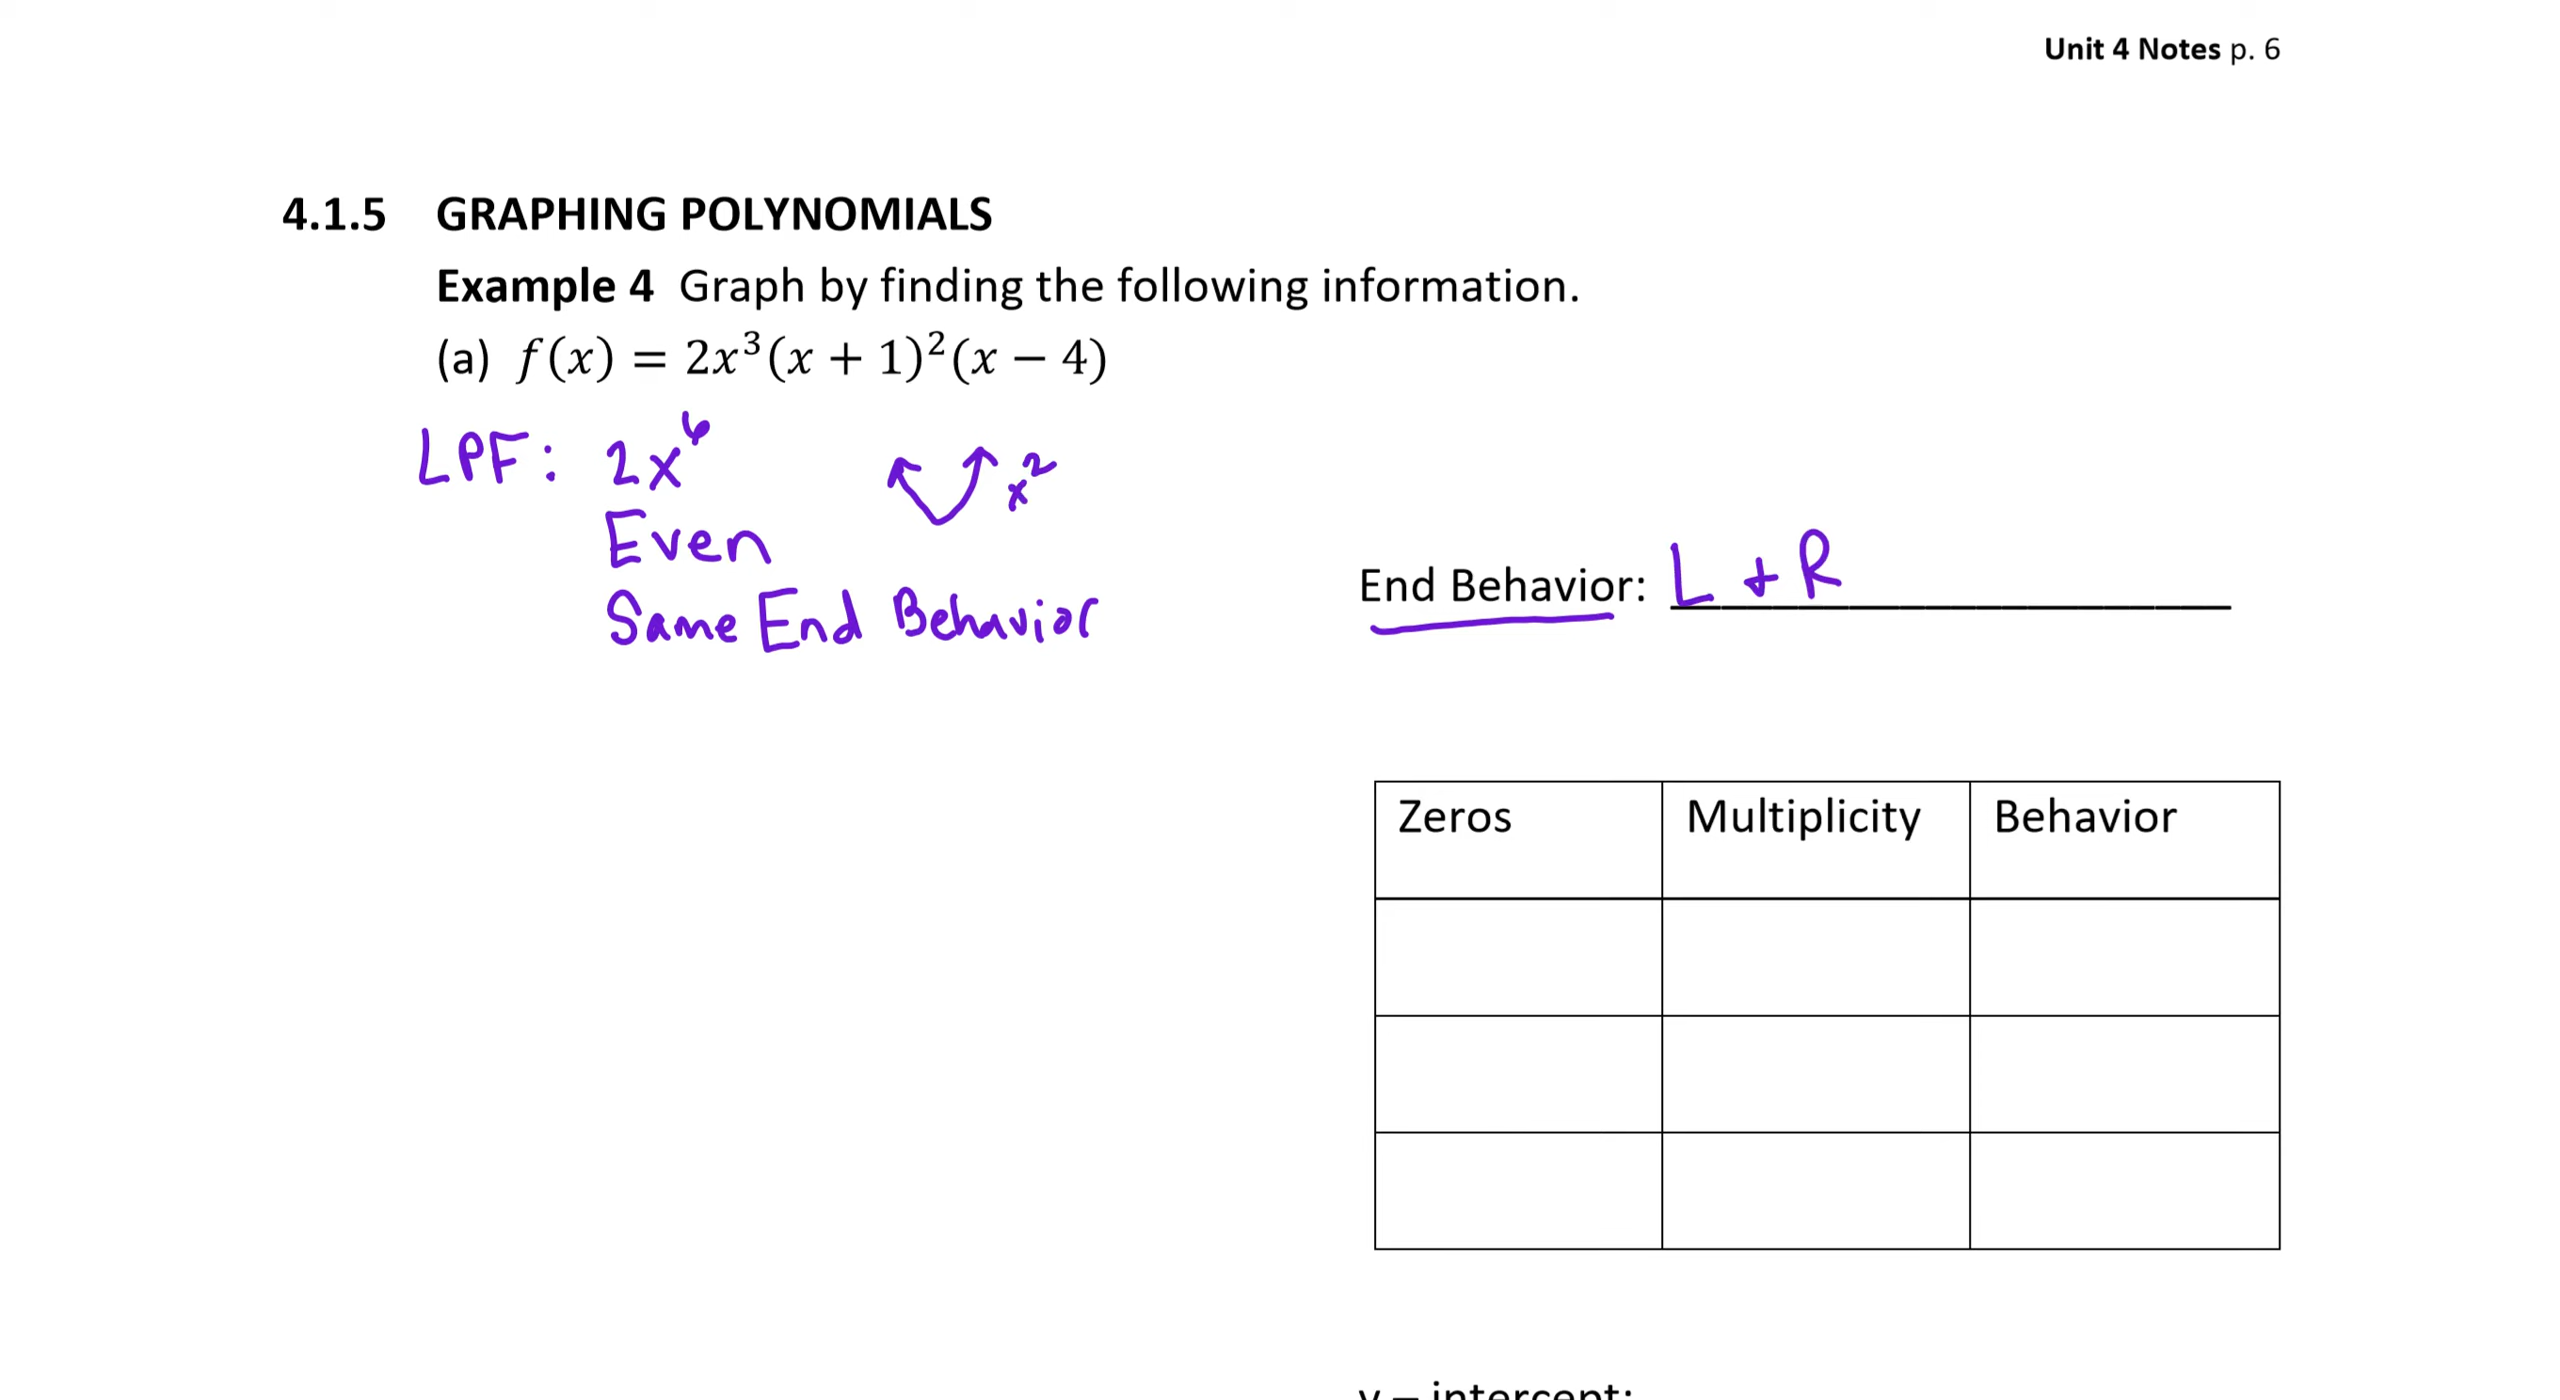 Unit 4 Notes p. 6
4.1.5 GRAPHING POLYNOMIALS
Example 4 Graph by finding the following information.
(a) f(x) = 2x³(x + 1)²(x − 4)
LPF: 2x⁶
x²
Even
Same End Behavior
End Behavior: L + R
Zeros Multiplicity Behavior
y – intercept: